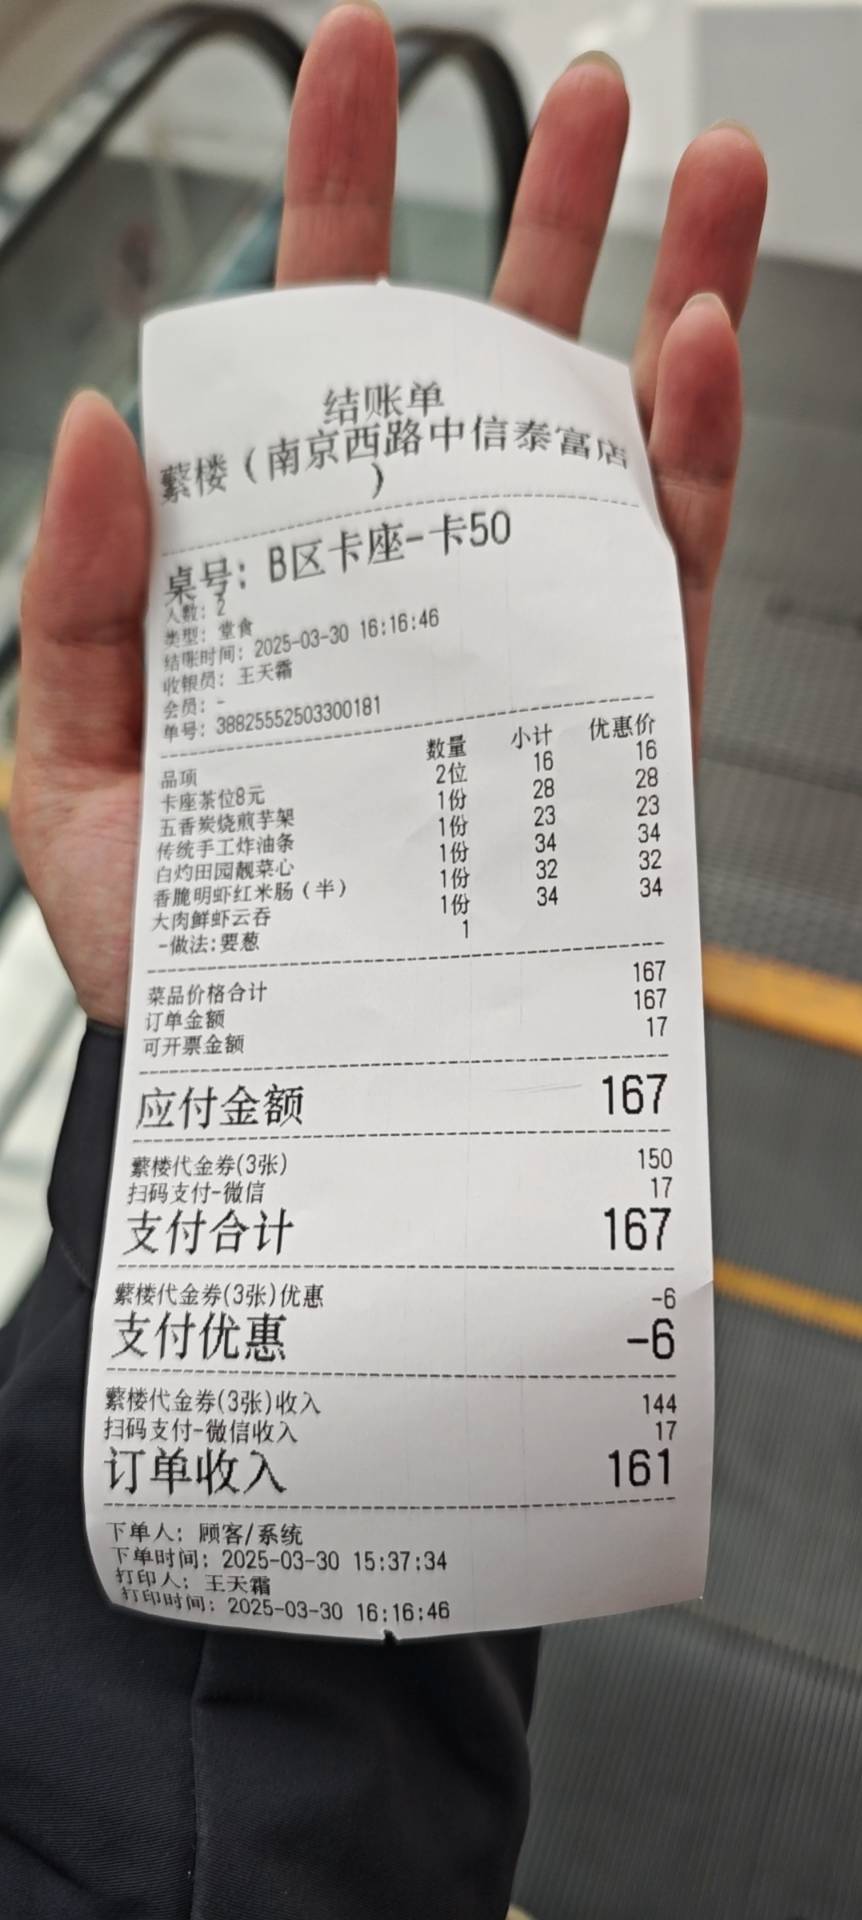 结账单
蘩楼（南京西路中信泰富店
）
桌号：B区卡座-卡50
人数：2
类型：堂食
结账时间：2025-03-30 16:16:46
收银员：王天霜
会员：-
单号：38825552503300181
品项 数量 小计 优惠价
卡座茶位8元 2位 16 16
五香炭烧煎芋架 1份 28 28
传统手工炸油条 1份 23 23
白灼田园靓菜心 1份 34 34
香脆明虾红米肠（半） 1份 32 32
大肉鲜虾云吞 1份 34 34
-做法:要葱 1
菜品价格合计 167
订单金额 167
可开票金额 17
应付金额 167
蘩楼代金券(3张) 150
扫码支付-微信 17
支付合计 167
蘩楼代金券(3张)优惠 -6
支付优惠 -6
蘩楼代金券(3张)收入 144
扫码支付-微信收入 17
订单收入 161
下单人：顾客/系统
下单时间：2025-03-30 15:37:34
打印人：王天霜
打印时间：2025-03-30 16:16:46